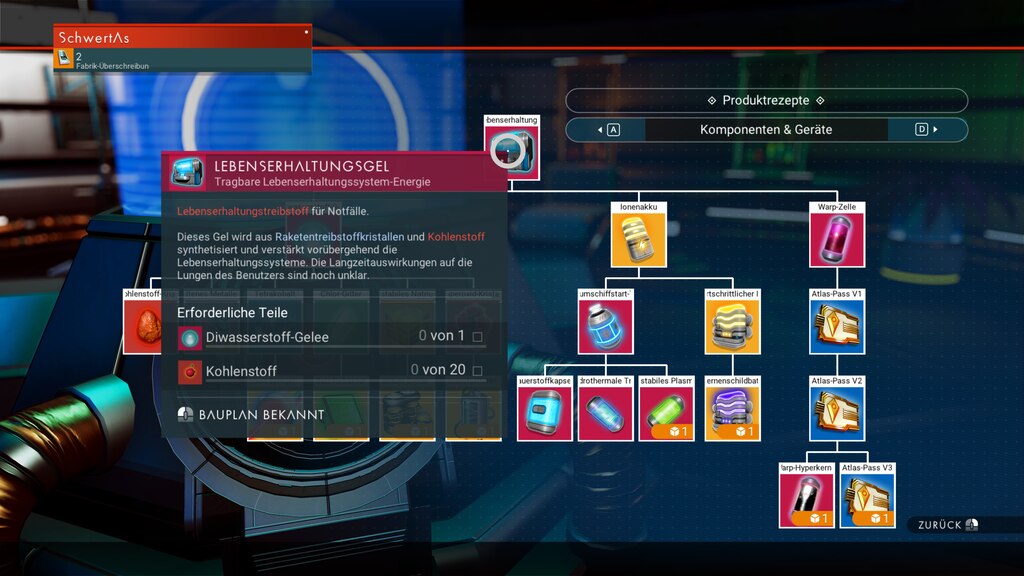 SchwertAs
2
Fabrik-Überschreibun
◇ Produktrezepte ◇
A Komponenten & Geräte D
benserhaltung
LEBENSERHALTUNGSGEL
Tragbare Lebenserhaltungssystem-Energie
Lebenserhaltungstreibstoff für Notfälle.
Dieses Gel wird aus Raketentreibstoffkristallen und Kohlenstoff
synthetisiert und verstärkt vorübergehend die
Lebenserhaltungssysteme. Die Langzeitauswirkungen auf die
Lungen des Benutzers sind noch unklar.
Erforderliche Teile
Diwasserstoff-Gelee 0 von 1
Kohlenstoff 0 von 20
BAUPLAN BEKANNT
Ionenakku
Warp-Zelle
ohlenstoff-
umschiffstart-
rtschrittlicher
Atlas-Pass V1
auerstoffkapse
drothermale Tr
stabiles Plasm
1
ernenschildbat
1
Atlas-Pass V2
arp-Hyperkern
1
Atlas-Pass V3
1
ZURÜCK